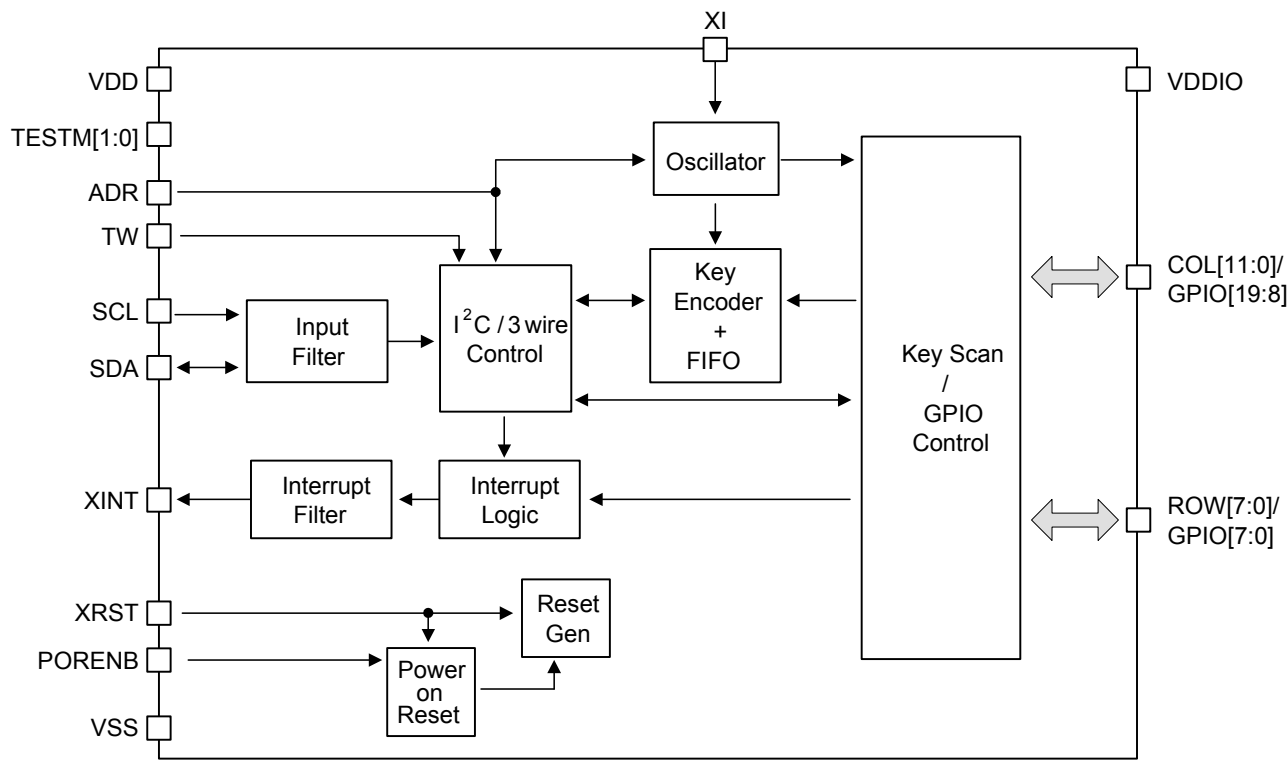 XI
VDD
VDDIO
TESTM[1:0]
Oscillator
ADR
TW
COL[11:0]/
GPIO[19:8]
Key
Encoder
+
FIFO
SCL
SDA
Input
Filter
I2C / 3 wire
Control
Key Scan
/
GPIO
Control
XINT
Interrupt
Filter
Interrupt
Logic
ROW[7:0]/
GPIO[7:0]
XRST
Reset
Gen
PORENB
Power
on
Reset
VSS